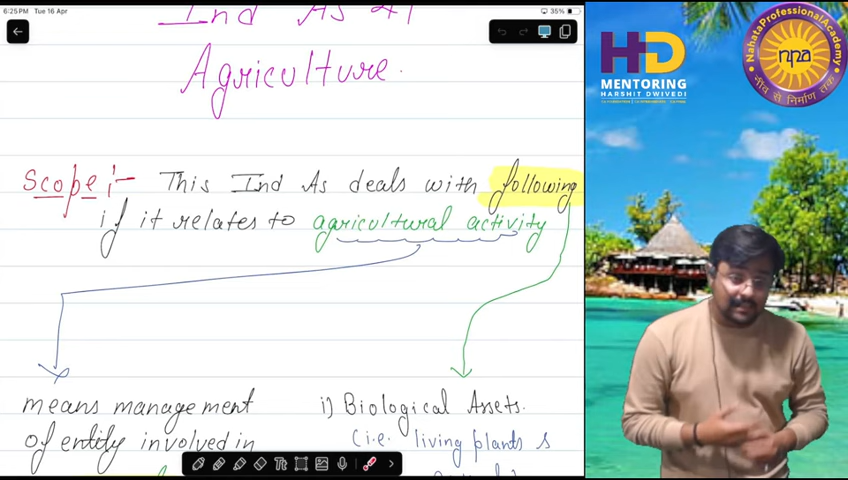 6:25PM Tue 16 Apr
35%
Ind As 41
Agriculture.
Scope:- This Ind As deals with following
if it relates to agricultural activity
means management
of entity involved in
i) Biological Assets.
(i.e. living plants &
HD
MENTORING
HARSHIT DWIVEDI
NahataProfessionalAcademy
npa
नींव से निर्माण तक